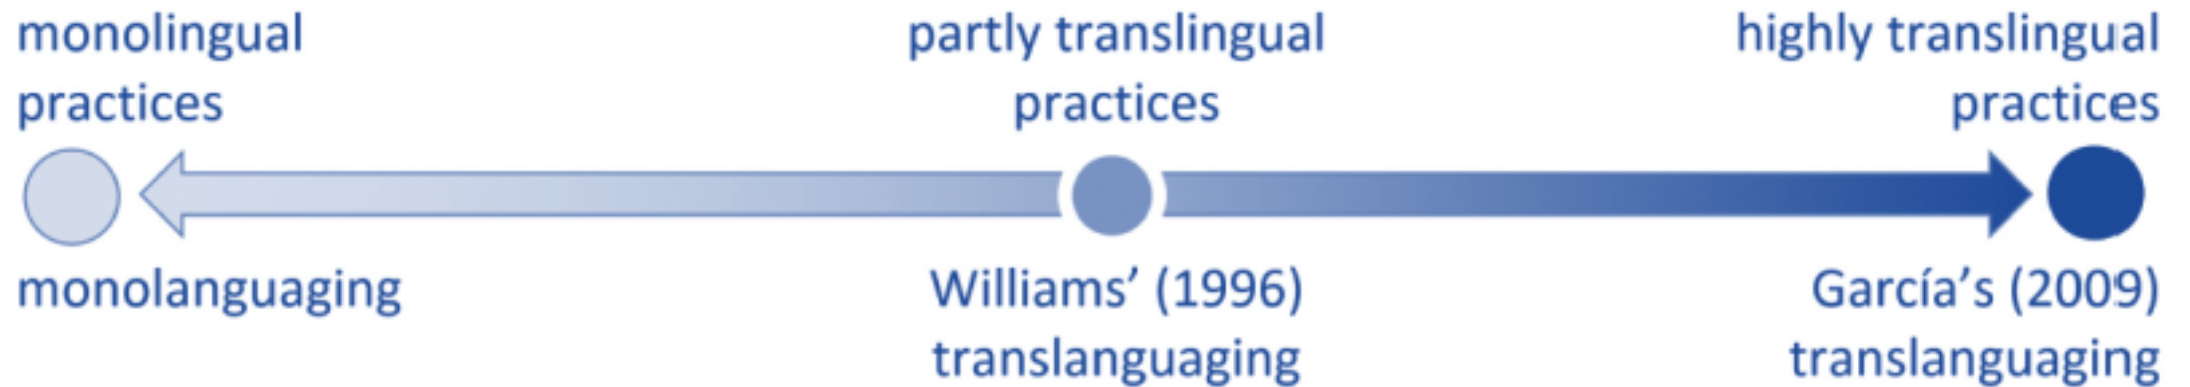 monolingual
practices
partly translingual
practices
highly translingual
practices
monolanguaging
Williams’ (1996)
translanguaging
García’s (2009)
translanguaging